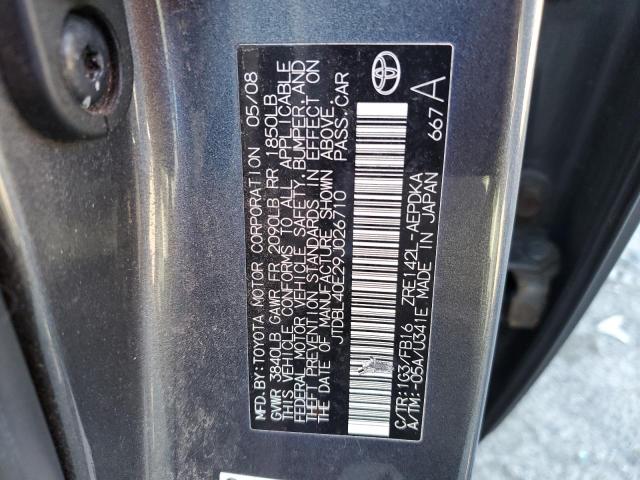 MFD.BY:TOYOTA MOTOR CORPORATION 05/08
GVWR 3840LB GAWR FR 2090LB RR 1850LB
THIS VEHICLE CONFORMS TO ALL APPLICABLE
FEDERAL MOTOR VEHICLE SAFETY, BUMPER, AND
THEFT PREVENTION STANDARDS IN EFFECT ON
THE DATE OF MANUFACTURE SHOWN ABOVE.
JTDBL40E29J026710 PASS.CAR
C/TR:1G3/FB16 ZRE142L-AEPDKA
A/TM:-05A/U341E MADE IN JAPAN
667A